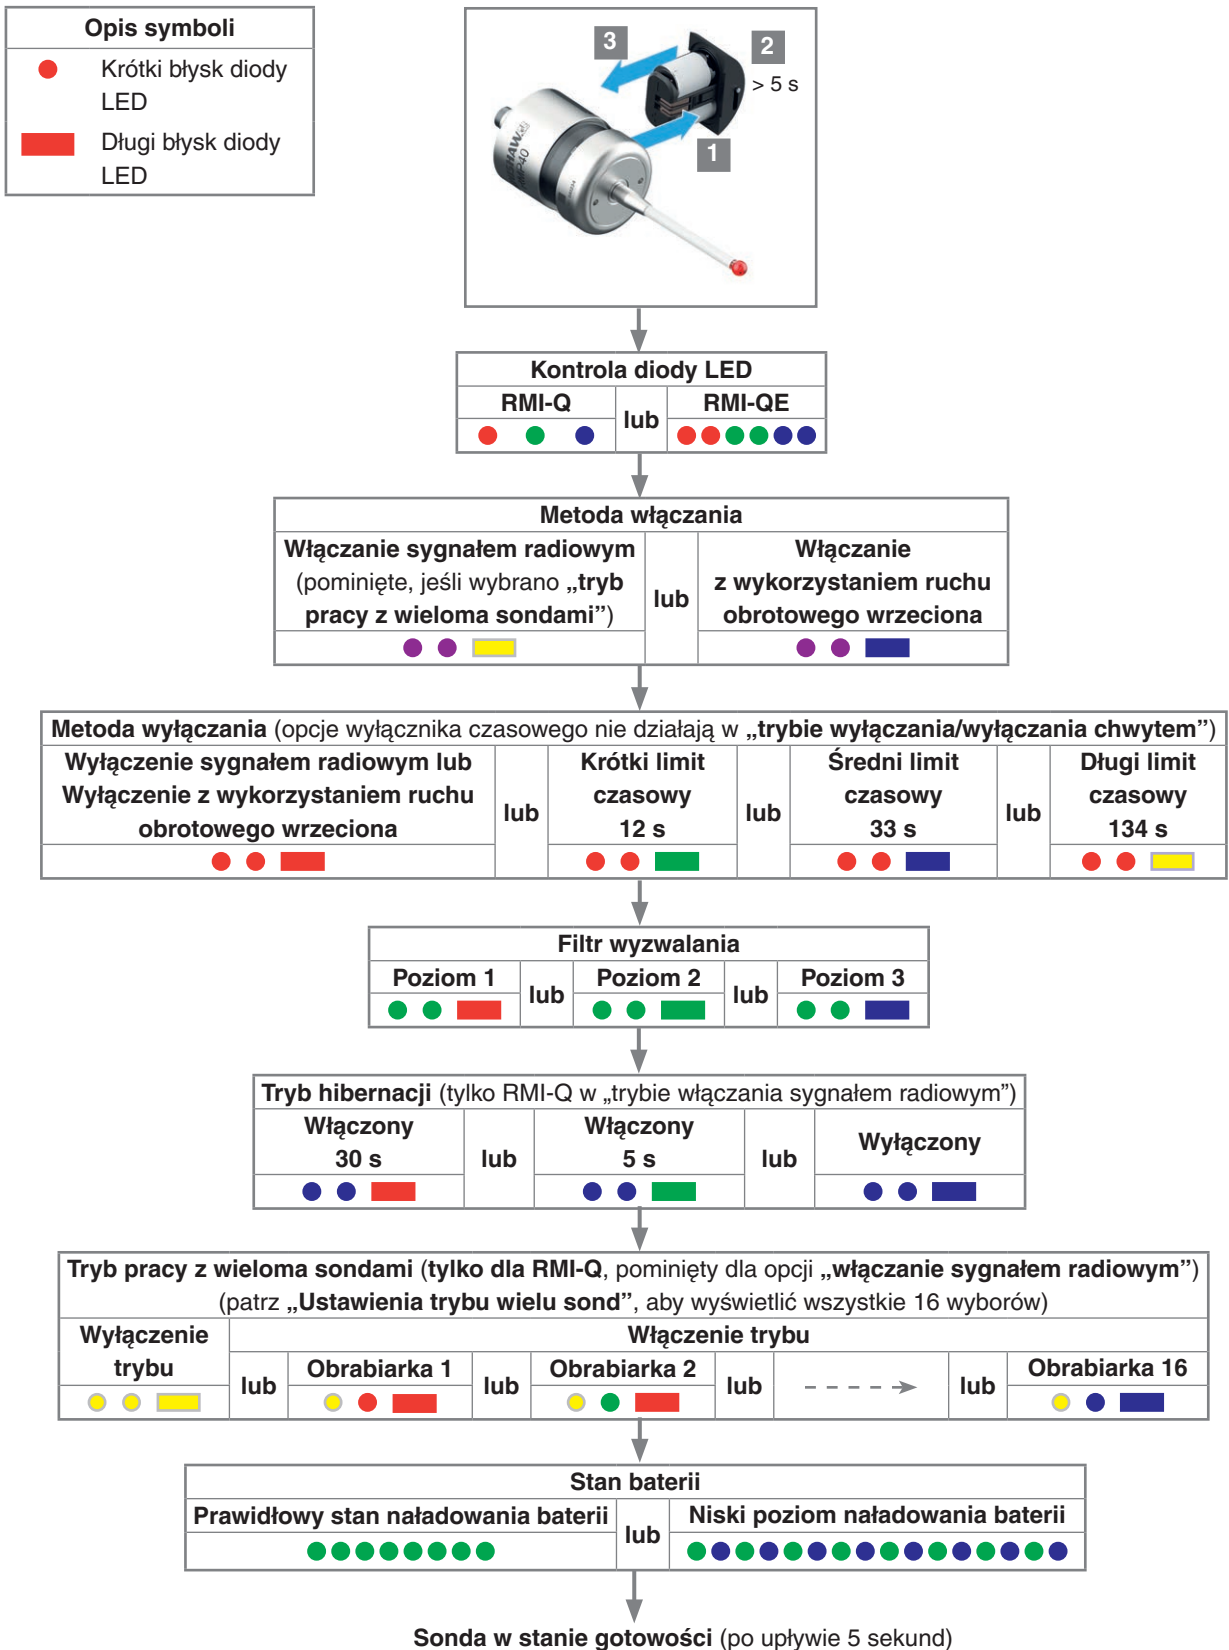 Opis symboli
Krótki błysk diody
LED
Długi błysk diody
LED
3
2
> 5 s
1
Kontrola diody LED
RMI-Q
lub
RMI-QE
Metoda włączania
Włączanie sygnałem radiowym
(pominięte, jeśli wybrano „tryb
pracy z wieloma sondami”)
lub
Włączanie
z wykorzystaniem ruchu
obrotowego wrzeciona
Metoda wyłączania (opcje wyłącznika czasowego nie działają w „trybie wyłączania/wyłączania chwytem”)
Wyłączenie sygnałem radiowym lub
Wyłączenie z wykorzystaniem ruchu
obrotowego wrzeciona
lub
Krótki limit
czasowy
12 s
lub
Średni limit
czasowy
33 s
lub
Długi limit
czasowy
134 s
Filtr wyzwalania
Poziom 1
lub
Poziom 2
lub
Poziom 3
Tryb hibernacji (tylko RMI-Q w „trybie włączania sygnałem radiowym”)
Włączony
30 s
lub
Włączony
5 s
lub
Wyłączony
Tryb pracy z wieloma sondami (tylko dla RMI-Q, pominięty dla opcji „włączanie sygnałem radiowym”)
(patrz „Ustawienia trybu wielu sond”, aby wyświetlić wszystkie 16 wyborów)
Wyłączenie
trybu
Włączenie trybu
lub
Obrabiarka 1
lub
Obrabiarka 2
lub
lub
Obrabiarka 16
Stan baterii
Prawidłowy stan naładowania baterii
lub
Niski poziom naładowania baterii
Sonda w stanie gotowości (po upływie 5 sekund)